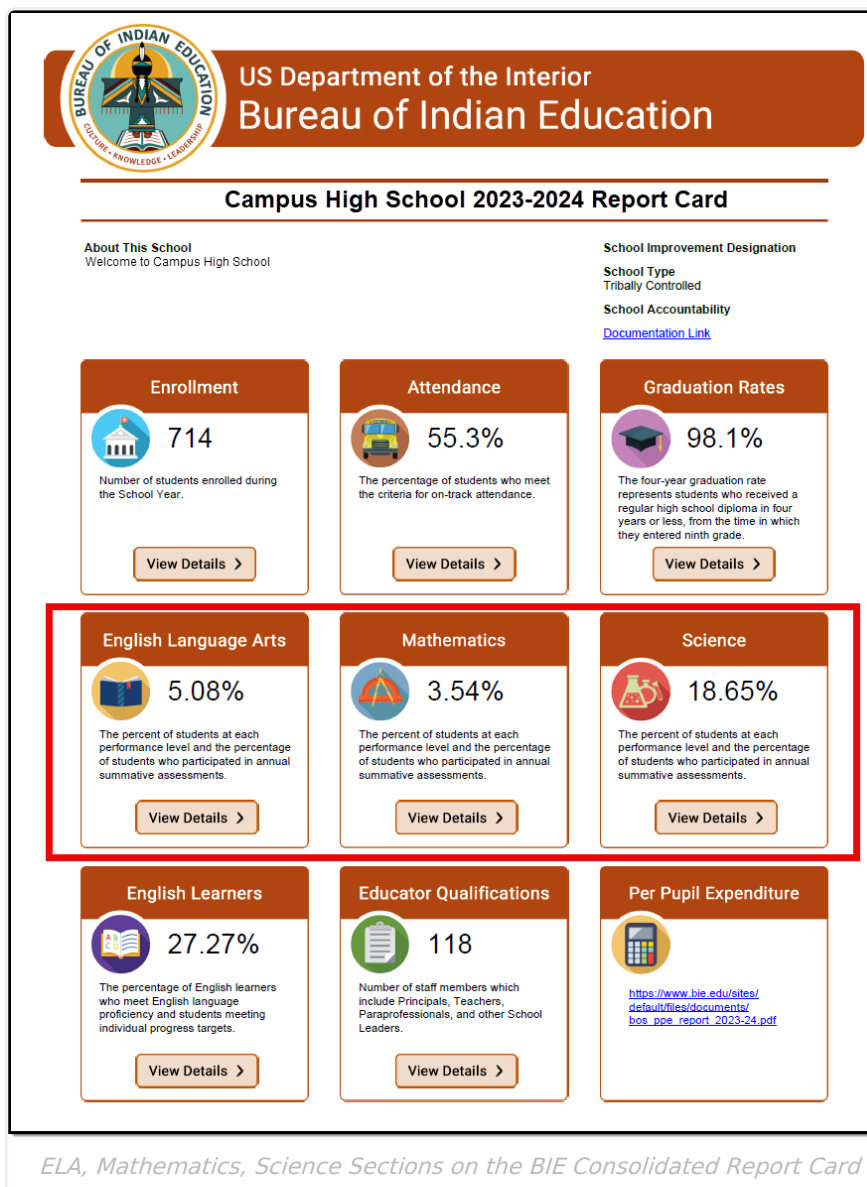 BUREAU OF INDIAN EDUCATION
CULTURE • KNOWLEDGE • LEADERSHIP
US Department of the Interior
Bureau of Indian Education
Campus High School 2023-2024 Report Card
About This School
Welcome to Campus High School
School Improvement Designation
School Type
Tribally Controlled
School Accountability
Documentation Link
Enrollment
714
Number of students enrolled during
the School Year.
View Details >
Attendance
55.3%
The percentage of students who meet
the criteria for on-track attendance.
View Details >
Graduation Rates
98.1%
The four-year graduation rate
represents students who received a
regular high school diploma in four
years or less, from the time in which
they entered ninth grade.
View Details >
English Language Arts
5.08%
The percent of students at each
performance level and the percentage
of students who participated in annual
summative assessments.
View Details >
Mathematics
3.54%
The percent of students at each
performance level and the percentage
of students who participated in annual
summative assessments.
View Details >
Science
18.65%
The percent of students at each
performance level and the percentage
of students who participated in annual
summative assessments.
View Details >
English Learners
27.27%
The percentage of English learners
who meet English language
proficiency and students meeting
individual progress targets.
View Details >
Educator Qualifications
118
Number of staff members which
include Principals, Teachers,
Paraprofessionals, and other School
Leaders.
View Details >
Per Pupil Expenditure
https://www.bie.edu/sites/
default/files/documents/
bos_ppe_report_2023-24.pdf
ELA, Mathematics, Science Sections on the BIE Consolidated Report Card